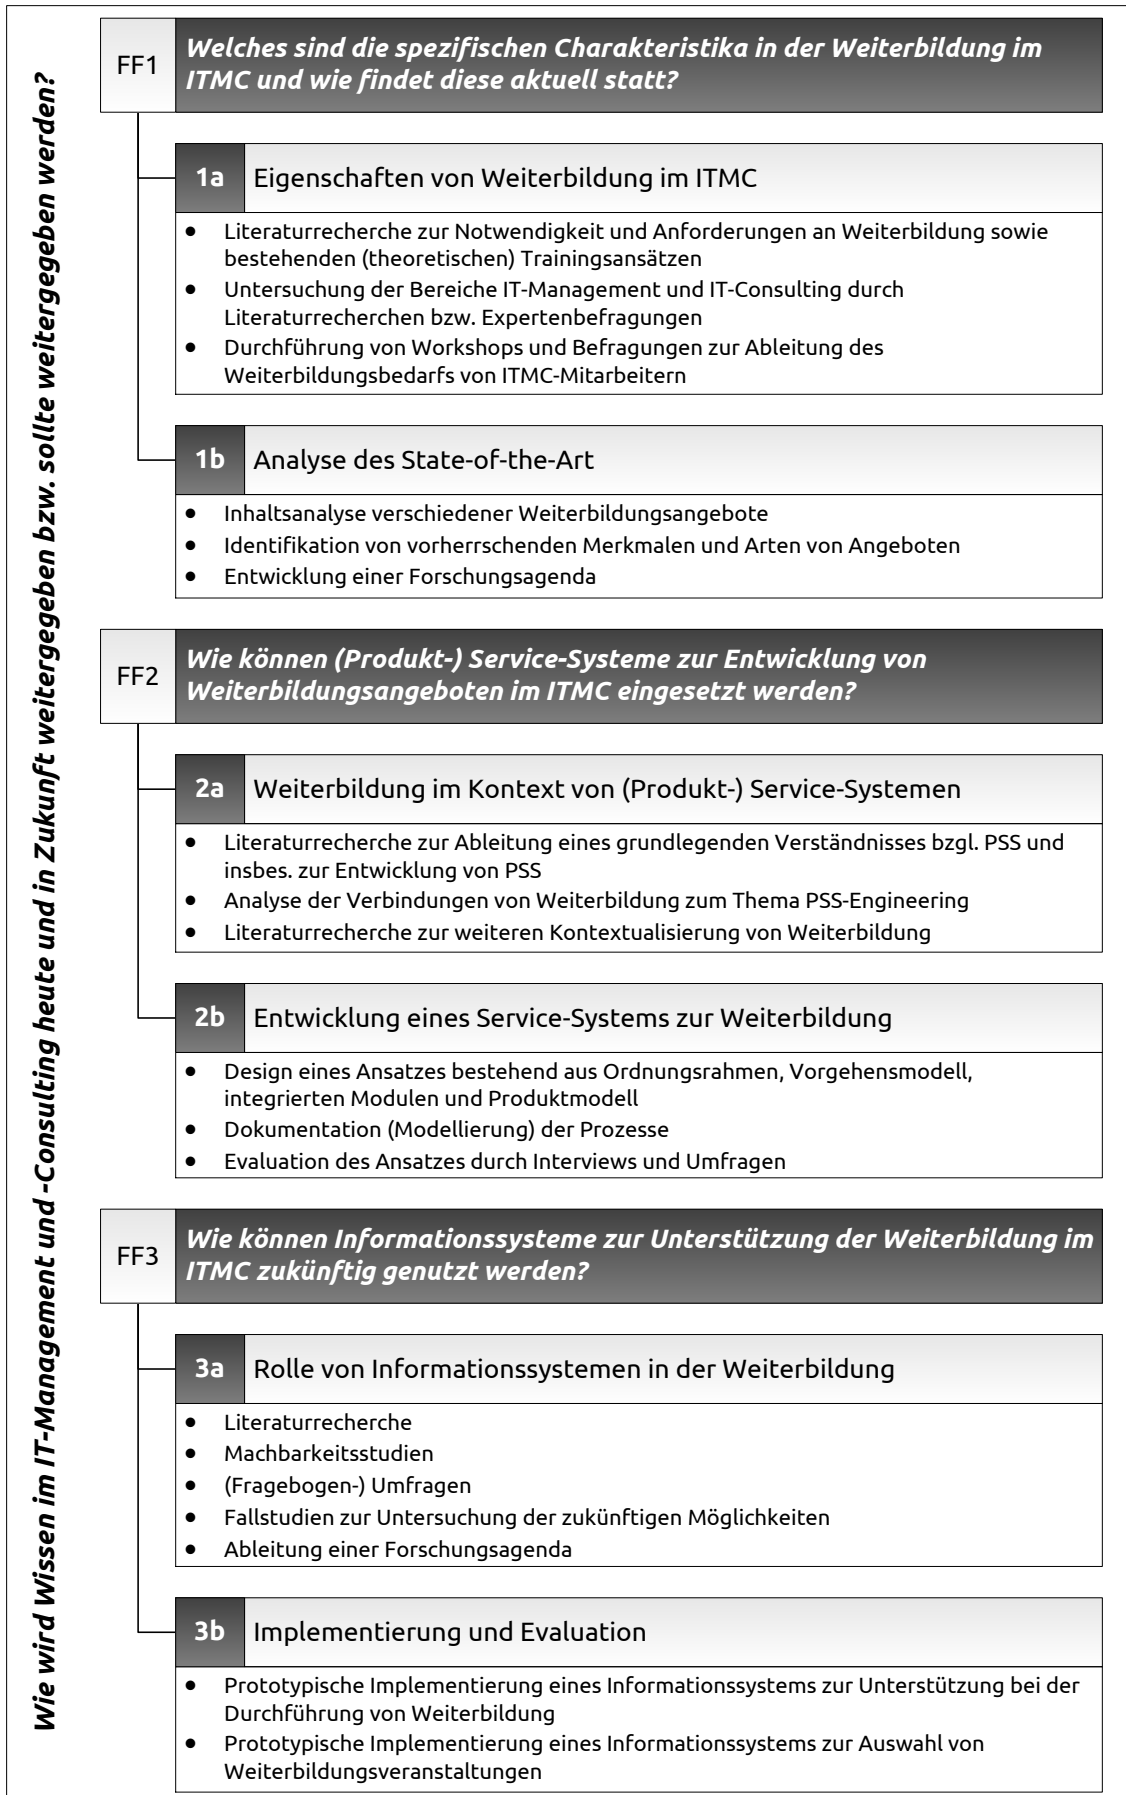 Wie wird Wissen im IT-Management und -Consulting heute und in Zukunft weitergegeben bzw. sollte weitergegeben werden?
FF1
Welches sind die spezifischen Charakteristika in der Weiterbildung im
ITMC und wie findet diese aktuell statt?
1a Eigenschaften von Weiterbildung im ITMC
• Literaturrecherche zur Notwendigkeit und Anforderungen an Weiterbildung sowie
bestehenden (theoretischen) Trainingsansätzen
• Untersuchung der Bereiche IT-Management und IT-Consulting durch
Literaturrecherchen bzw. Expertenbefragungen
• Durchführung von Workshops und Befragungen zur Ableitung des
Weiterbildungsbedarfs von ITMC-Mitarbeitern
1b Analyse des State-of-the-Art
• Inhaltsanalyse verschiedener Weiterbildungsangebote
• Identifikation von vorherrschenden Merkmalen und Arten von Angeboten
• Entwicklung einer Forschungsagenda
FF2
Wie können (Produkt-) Service-Systeme zur Entwicklung von
Weiterbildungsangeboten im ITMC eingesetzt werden?
2a Weiterbildung im Kontext von (Produkt-) Service-Systemen
• Literaturrecherche zur Ableitung eines grundlegenden Verständnisses bzgl. PSS und
insbes. zur Entwicklung von PSS
• Analyse der Verbindungen von Weiterbildung zum Thema PSS-Engineering
• Literaturrecherche zur weiteren Kontextualisierung von Weiterbildung
2b Entwicklung eines Service-Systems zur Weiterbildung
• Design eines Ansatzes bestehend aus Ordnungsrahmen, Vorgehensmodell,
integrierten Modulen und Produktmodell
• Dokumentation (Modellierung) der Prozesse
• Evaluation des Ansatzes durch Interviews und Umfragen
FF3
Wie können Informationssysteme zur Unterstützung der Weiterbildung im
ITMC zukünftig genutzt werden?
3a Rolle von Informationssystemen in der Weiterbildung
• Literaturrecherche
• Machbarkeitsstudien
• (Fragebogen-) Umfragen
• Fallstudien zur Untersuchung der zukünftigen Möglichkeiten
• Ableitung einer Forschungsagenda
3b Implementierung und Evaluation
• Prototypische Implementierung eines Informationssystems zur Unterstützung bei der
Durchführung von Weiterbildung
• Prototypische Implementierung eines Informationssystems zur Auswahl von
Weiterbildungsveranstaltungen